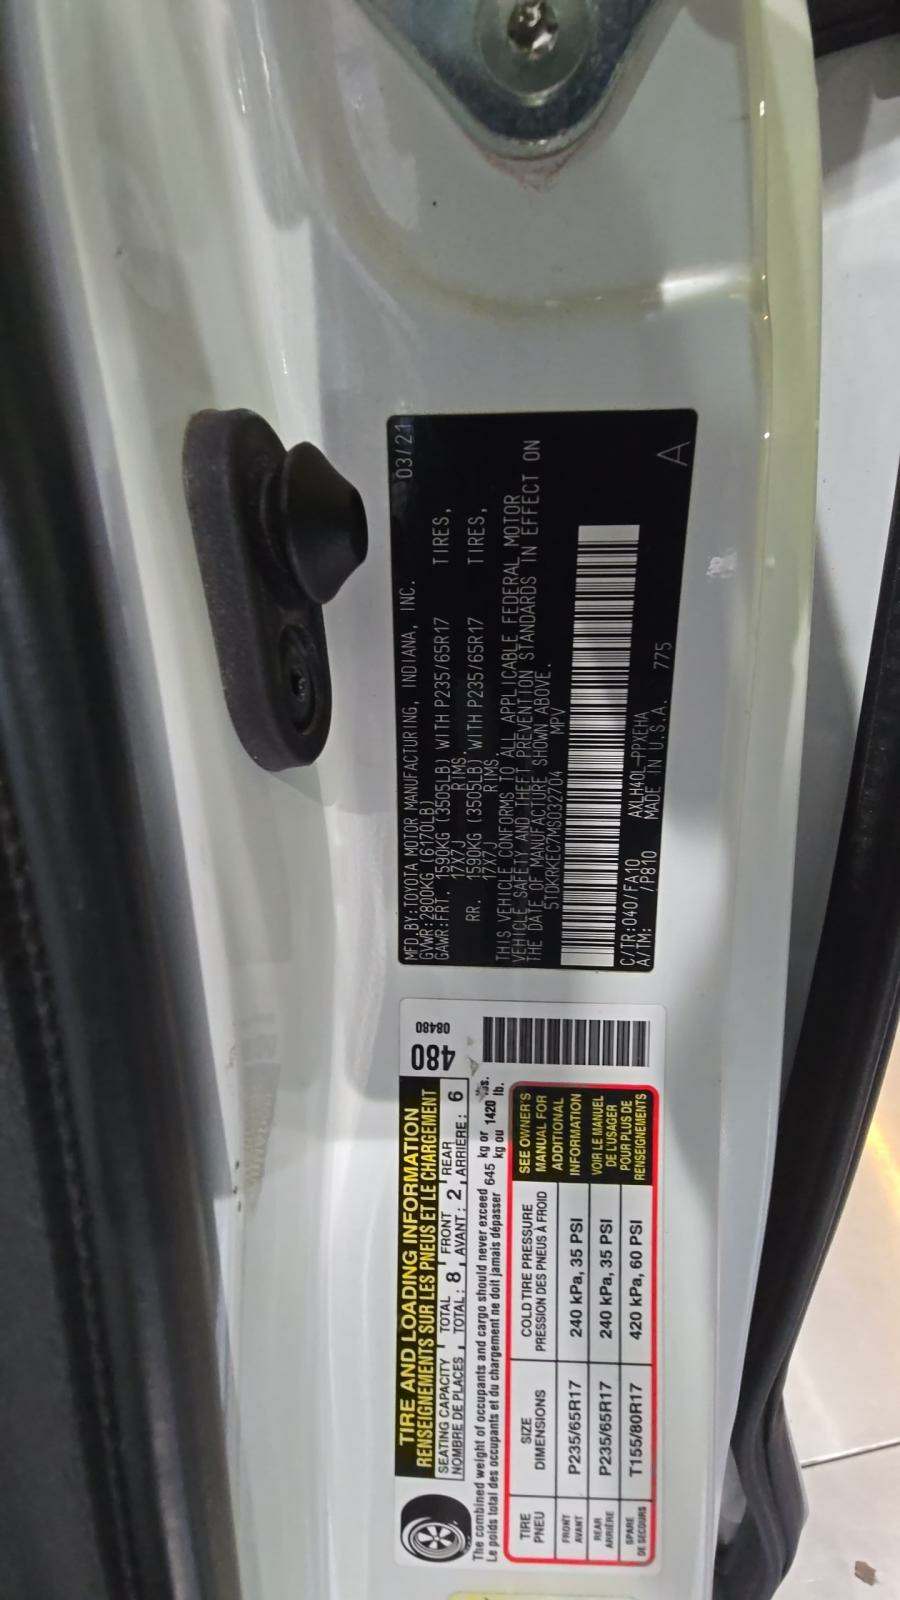 MFD. BY: TOYOTA MOTOR MANUFACTURING, INDIANA, INC. 03/21
GVWR: 2800KG (6170LB)
GAWR: FRT. 1590KG (3505LB) WITH P235/65R17 TIRES,
17X7J RIMS.
RR. 1590KG (3505LB) WITH P235/65R17 TIRES,
17X7J RIMS.
THIS VEHICLE CONFORMS TO ALL APPLICABLE FEDERAL MOTOR
VEHICLE SAFETY AND THEFT PREVENTION STANDARDS IN EFFECT ON
THE DATE OF MANUFACTURE SHOWN ABOVE.
5TDKRKEC7MS032704 MPV
C/TR: 040/FA10 AXLH40L-PPXEHA
A/TM: /P810 MADE IN U.S.A. 775 A
TIRE AND LOADING INFORMATION
RENSEIGNEMENTS SUR LES PNEUS ET LE CHARGEMENT
480
08480
SEATING CAPACITY TOTAL FRONT REAR
NOMBRE DE PLACES TOTAL: 8 AVANT: 2 ARRIÈRE: 6
The combined weight of occupants and cargo should never exceed 645 kg or 1420 lbs.
Le poids total des occupants et du chargement ne doit jamais dépasser kg ou lb.
TIRE SIZE COLD TIRE PRESSURE
PNEU DIMENSIONS PRESSION DES PNEUS À FROID
FRONT
AVANT P235/65R17 240 kPa, 35 PSI
REAR
ARRIÈRE P235/65R17 240 kPa, 35 PSI
SPARE
DE SECOURS T155/80R17 420 kPa, 60 PSI
SEE OWNER'S
MANUAL FOR
ADDITIONAL
INFORMATION
VOIR LE MANUEL
DE L'USAGER
POUR PLUS DE
RENSEIGNEMENTS